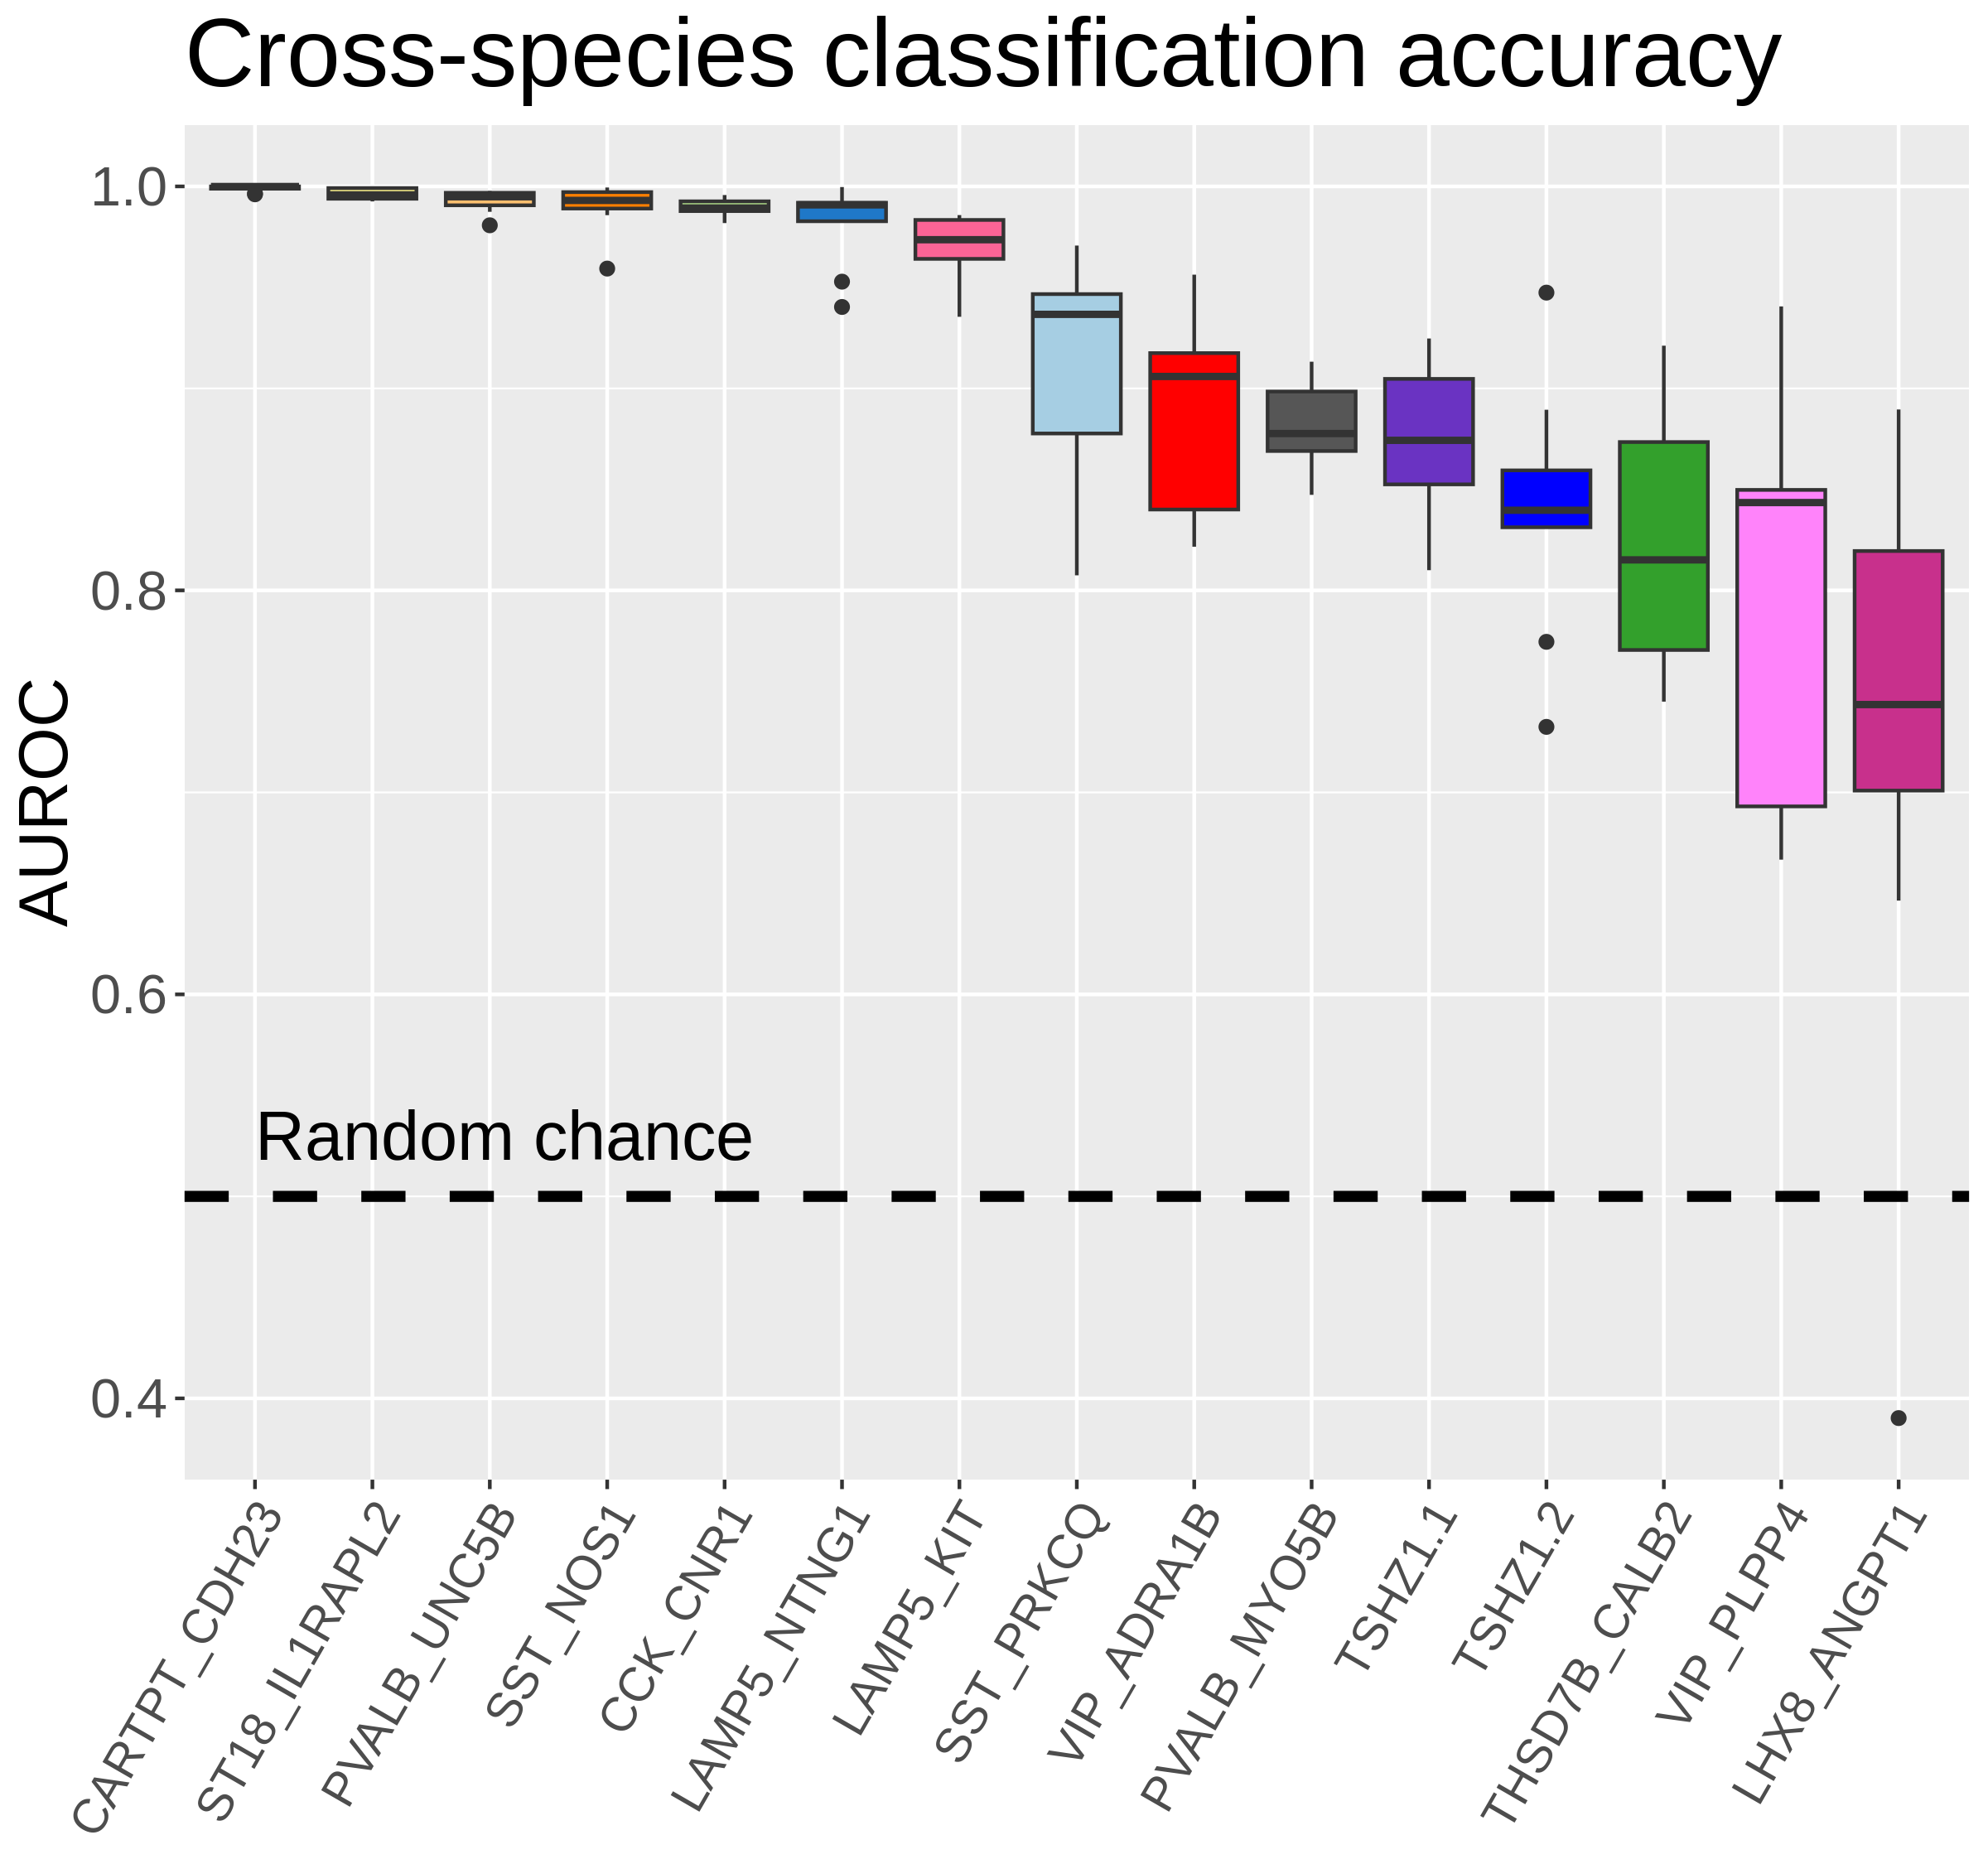 Cross-species classification accuracy
AUROC
1.0
0.8
0.6
0.4
Random chance
CARTPT_CDH23
ST18_IL1RAPL2
PVALB_UNC5B
SST_NOS1
CCK_CNR1
LAMP5_NTNG1
LAMP5_KIT
SST_PRKCQ
VIP_ADRA1B
PVALB_MYO5B
TSHZ1.1
TSHZ1.2
THSD7B_CALB2
VIP_PLPP4
LHX8_ANGPT1